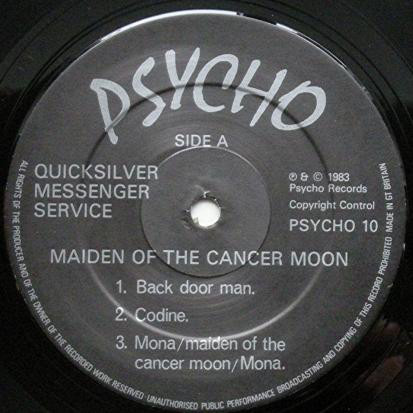 PSYCHO
SIDE A
QUICKSILVER
MESSENGER
SERVICE
℗ & © 1983
Psycho Records
Copyright Control
PSYCHO 10
MAIDEN OF THE CANCER MOON
1. Back door man.
2. Codine.
3. Mona/maiden of the
cancer moon/Mona.
ALL RIGHTS OF THE PRODUCER AND OF THE OWNER OF THE RECORDED WORK RESERVED UNAUTHORISED PUBLIC PERFORMANCE BROADCASTING AND COPYING OF THIS RECORD PROHIBITED MADE IN GT BRITAIN